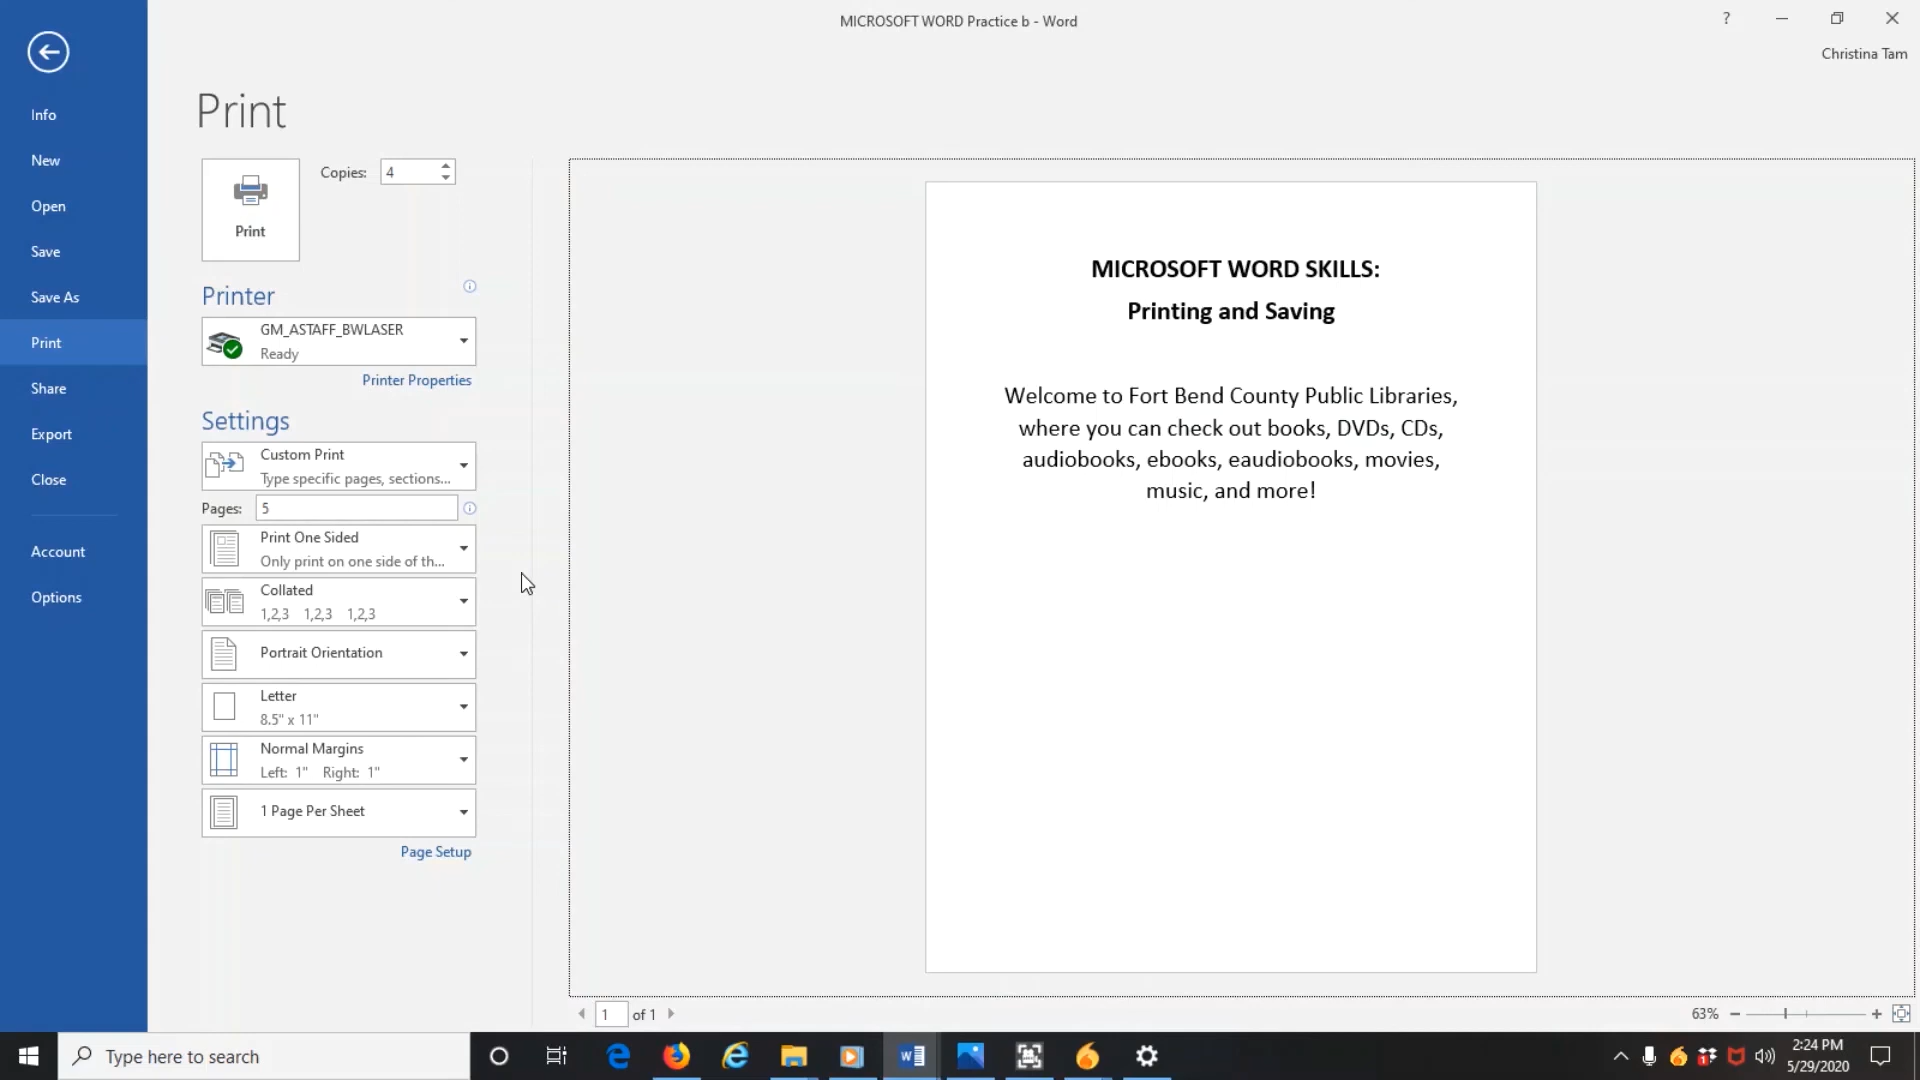 MICROSOFT WORD Practice b - Word
?
Christina Tam
Info
New
Open
Save
Save As
Print
Share
Export
Close
Account
Options
Print
Print
Copies: 4
Printer
GM_ASTAFF_BWLASER
Ready
Printer Properties
Settings
Custom Print
Type specific pages, sections...
Pages: 5
Print One Sided
Only print on one side of th...
Collated
1,2,3 1,2,3 1,2,3
Portrait Orientation
Letter
8.5" x 11"
Normal Margins
Left: 1" Right: 1"
1 Page Per Sheet
Page Setup
MICROSOFT WORD SKILLS:
Printing and Saving
Welcome to Fort Bend County Public Libraries,
where you can check out books, DVDs, CDs,
audiobooks, ebooks, eaudiobooks, movies,
music, and more!
1 of 1
63%
Type here to search
2:24 PM
5/29/2020